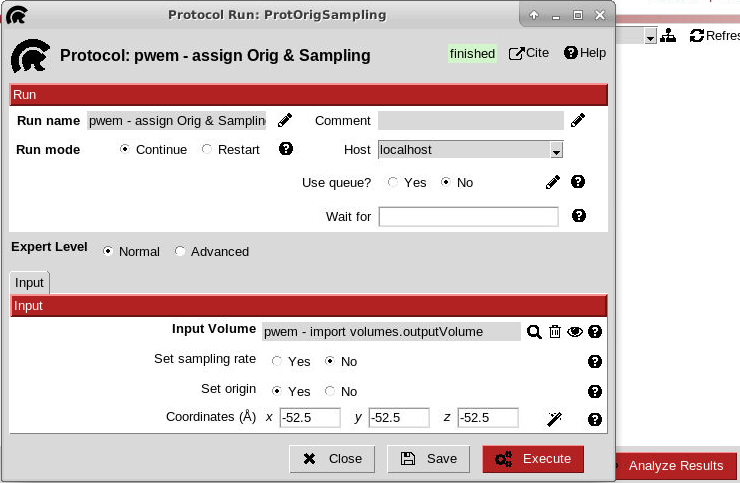 Protocol Run: ProtOrigSampling
Protocol: pwem - assign Orig & Sampling
finished
Cite
Help
Refres
Run
Run name pwem - assign Orig & Samplin
Comment
Run mode Continue Restart
Host localhost
Use queue? Yes No
Wait for
Expert Level Normal Advanced
Input
Input
Input Volume pwem - import volumes.outputVolume
Set sampling rate Yes No
Set origin Yes No
Coordinates (Å) x -52.5 y -52.5 z -52.5
Close Save Execute
Analyze Results